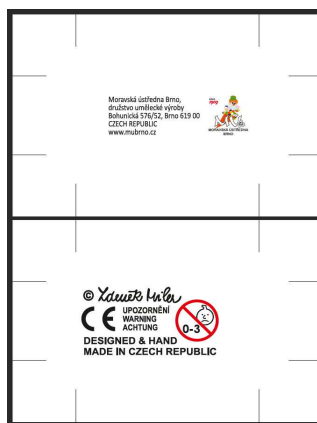 Moravská ústředna Brno,
družstvo umělecké výroby
Bohunická 576/52, Brno 619 00
CZECH REPUBLIC
www.mubrno.cz
MORAVSKÁ ÚSTŘEDNA
BRNO
© Zdeněk Miler
CE
UPOZORNĚNÍ
WARNING
ACHTUNG
0-3
DESIGNED & HAND
MADE IN CZECH REPUBLIC